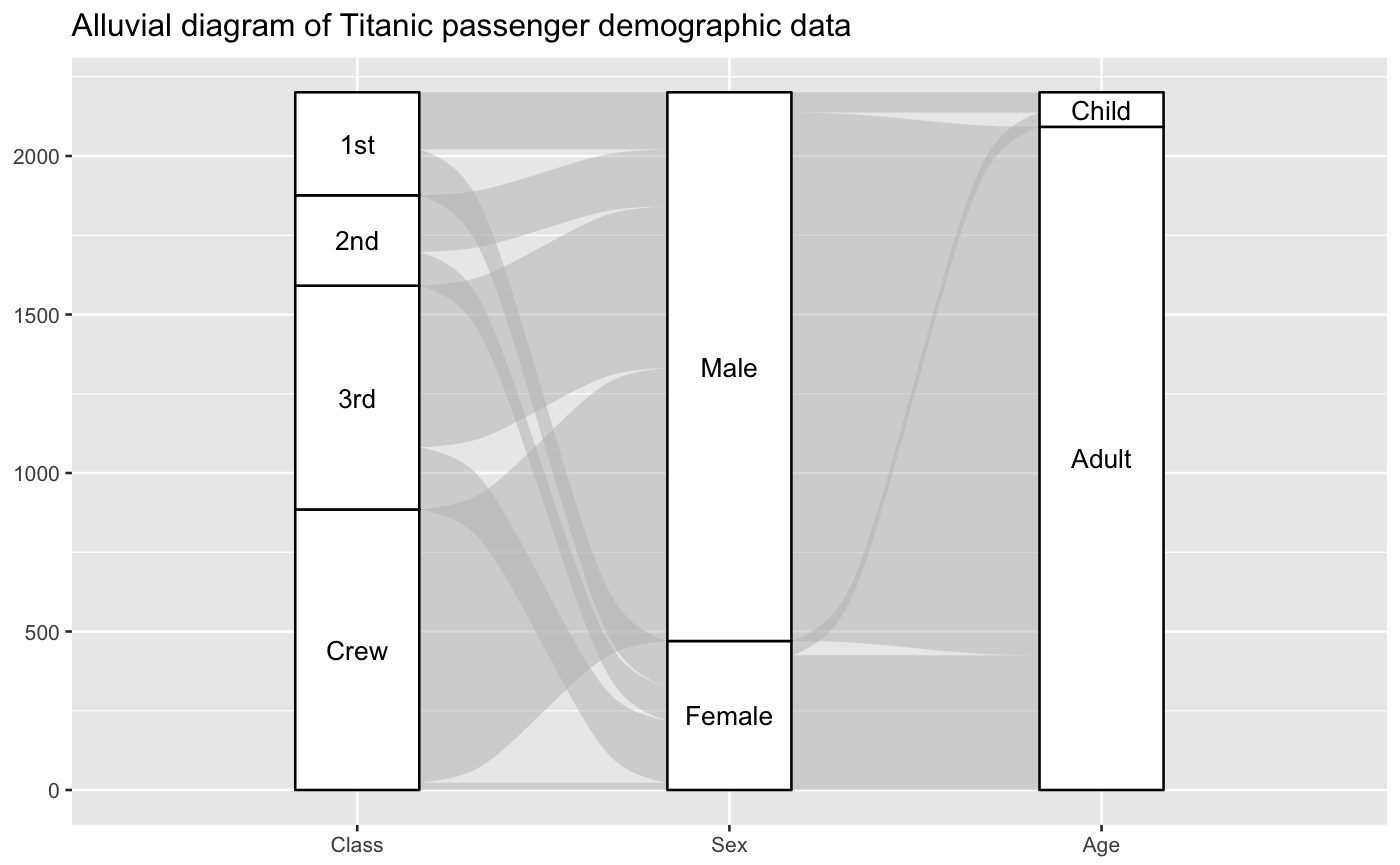 Alluvial diagram of Titanic passenger demographic data
2000
1500
1000
500
0
1st
2nd
3rd
Crew
Male
Female
Child
Adult
Class
Sex
Age